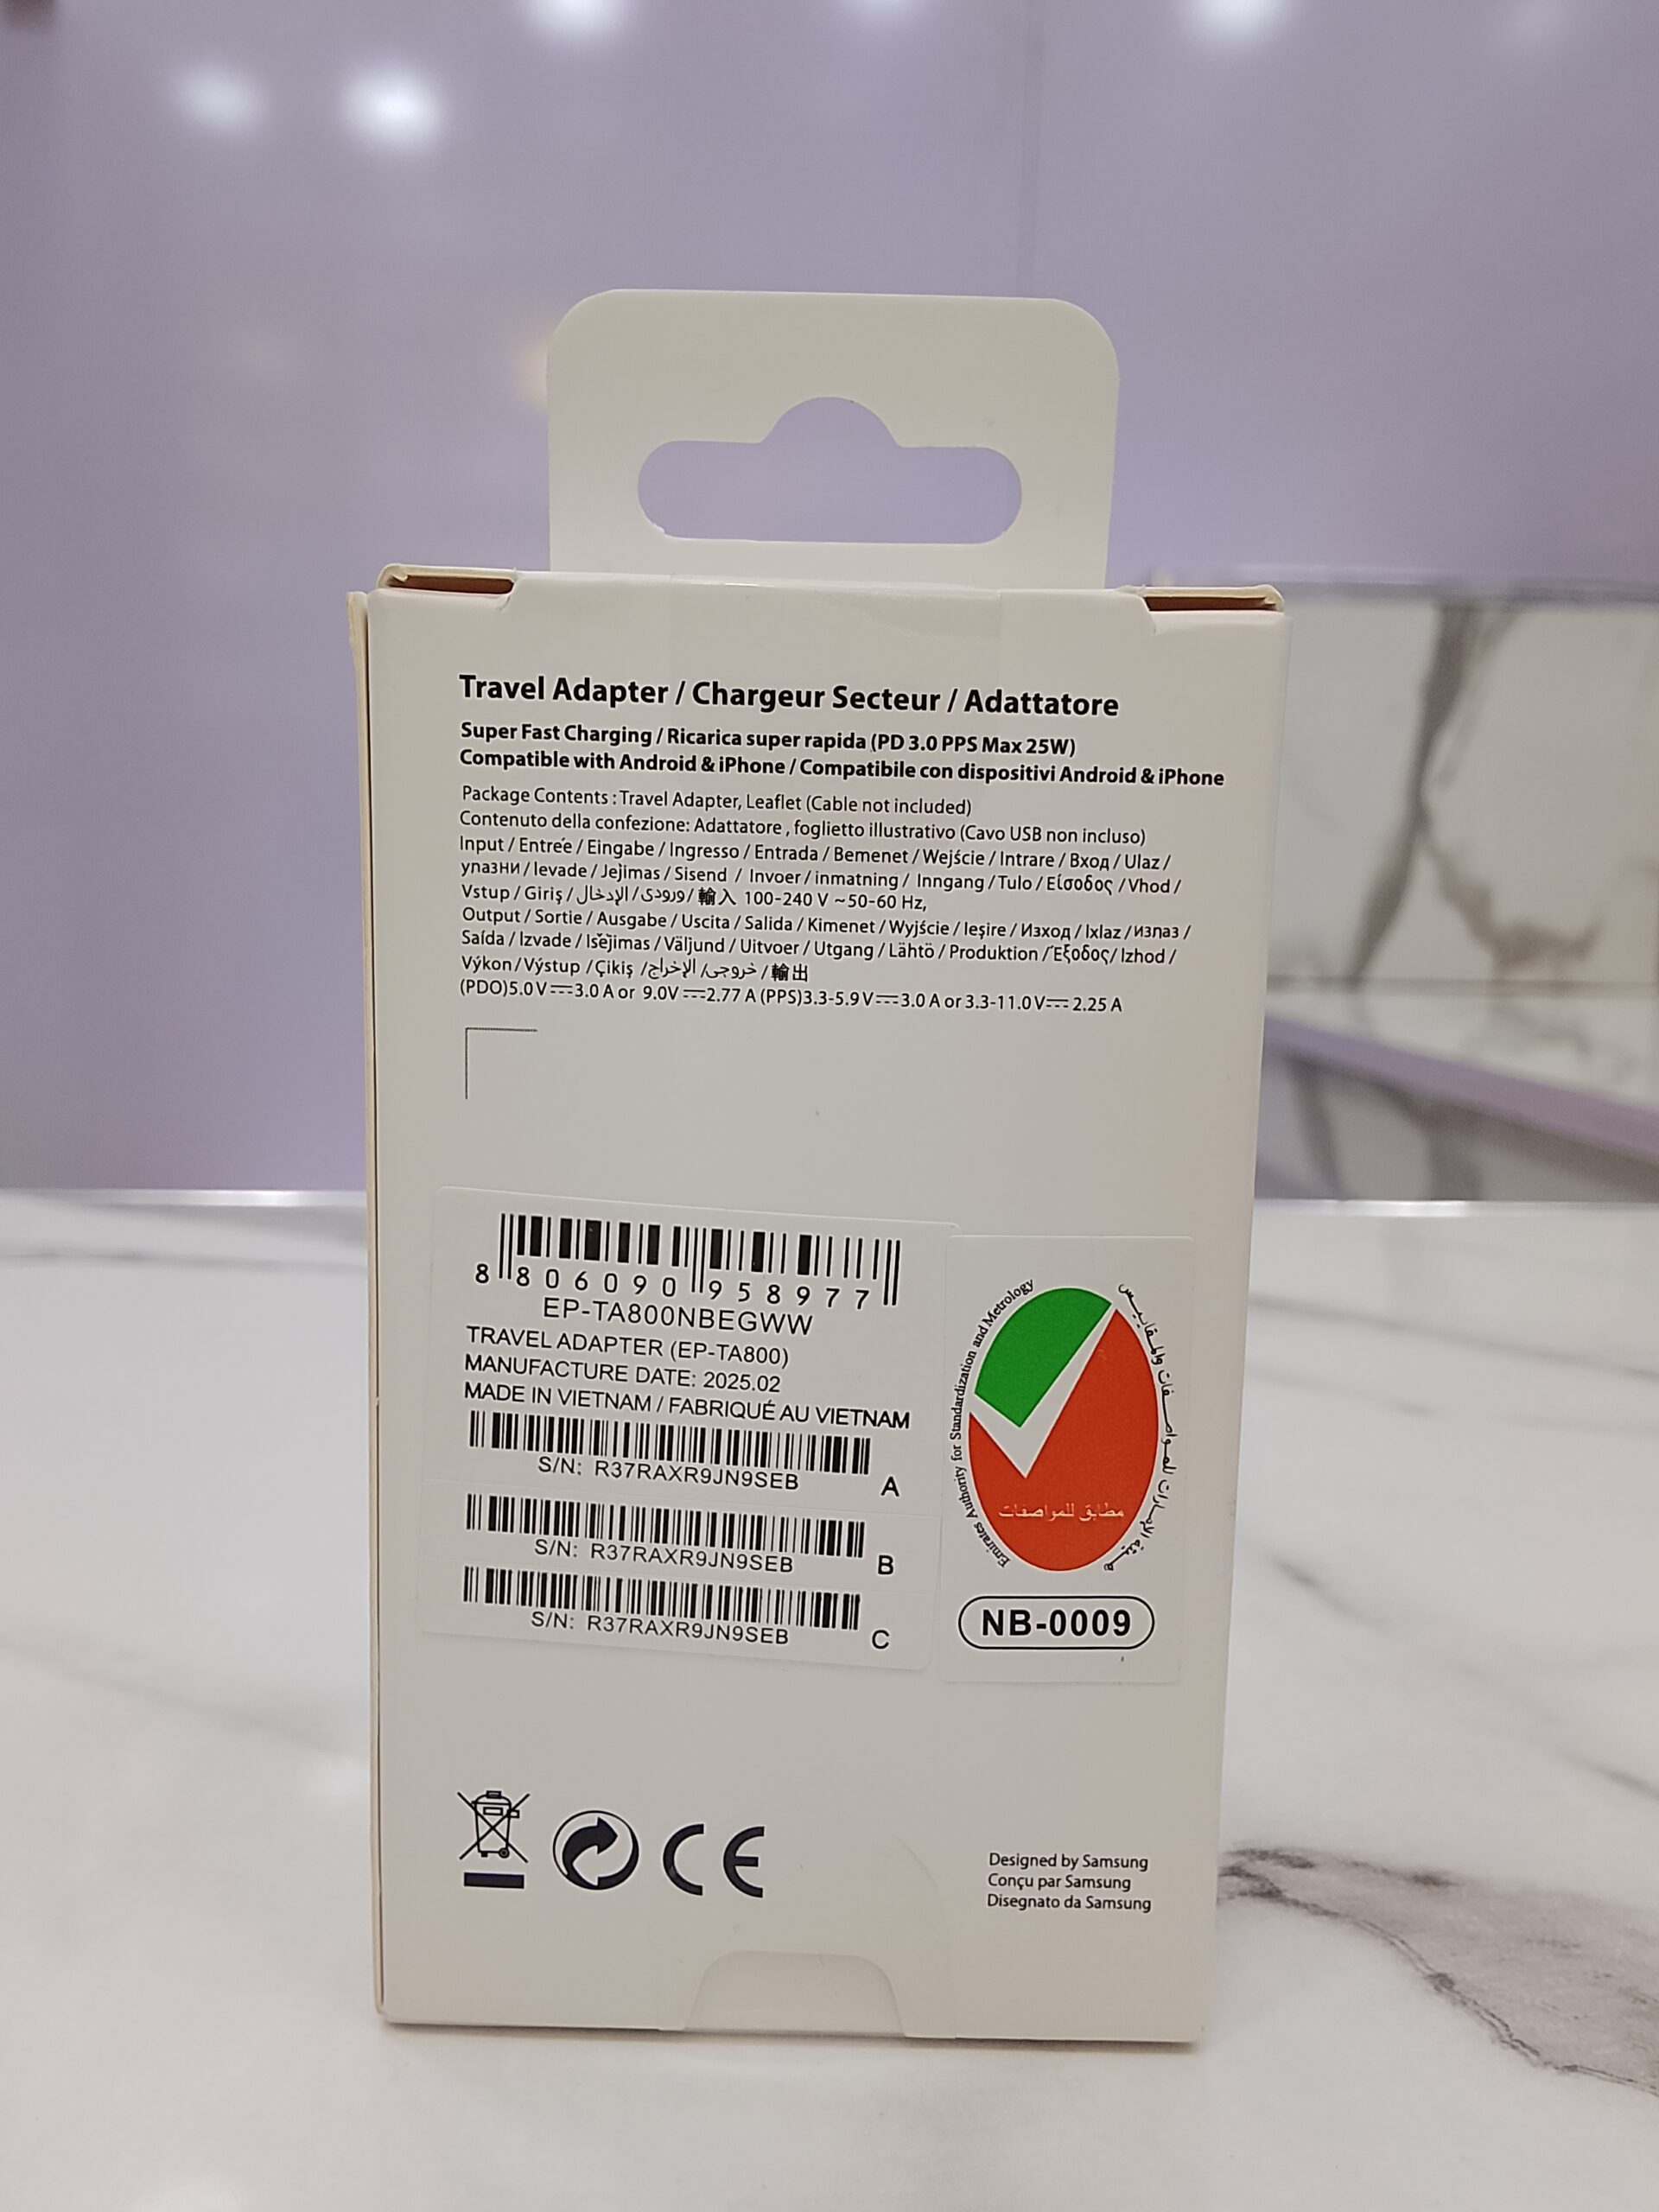 Travel Adapter / Chargeur Secteur / Adattatore
Super Fast Charging / Ricarica super rapida (PD 3.0 PPS Max 25W)
Compatible with Android & iPhone / Compatibile con dispositivi Android & iPhone
Package Contents : Travel Adapter, Leaflet (Cable not included)
Contenuto della confezione: Adattatore , foglietto illustrativo (Cavo USB non incluso)
Input / Entreé / Eingabe / Ingresso / Entrada / Bemenet / Wejście / Intrare / Вход / Ulaz /
упазни / Ievade / Jejimas / Sisend / Invoer / inmatning / Inngang / Tulo / Είσοδος / Vhod /
Vstup / Giriş / الإدخال / ورودی / 輸入 100-240 V ~50-60 Hz,
Output / Sortie / Ausgabe / Uscita / Salida / Kimenet / Wyjście / Ieşire / Изход / Ixlaz / Излаз /
Saída / Izvade / Išėjimas / Väljund / Uitvoer / Utgang / Lähtö / Produktion / Έξοδος / Izhod /
Výkon / Výstup / Çikiş / الإخراج / خروجی / 輸出
(PDO)5.0 V⎓3.0 A or 9.0V⎓2.77 A (PPS)3.3-5.9 V⎓3.0 A or 3.3-11.0 V⎓ 2.25 A
8 806090 958977
EP-TA800NBEGWW
TRAVEL ADAPTER (EP-TA800)
MANUFACTURE DATE: 2025.02
MADE IN VIETNAM / FABRIQUÉ AU VIETNAM
S/N: R37RAXR9JN9SEB A
S/N: R37RAXR9JN9SEB B
S/N: R37RAXR9JN9SEB C
Emirates Authority for Standardization and Metrology
هيئة الإمارات للمواصفات والمقاييس
مطابق للمواصفات
NB-0009
CE
Designed by Samsung
Conçu par Samsung
Disegnato da Samsung